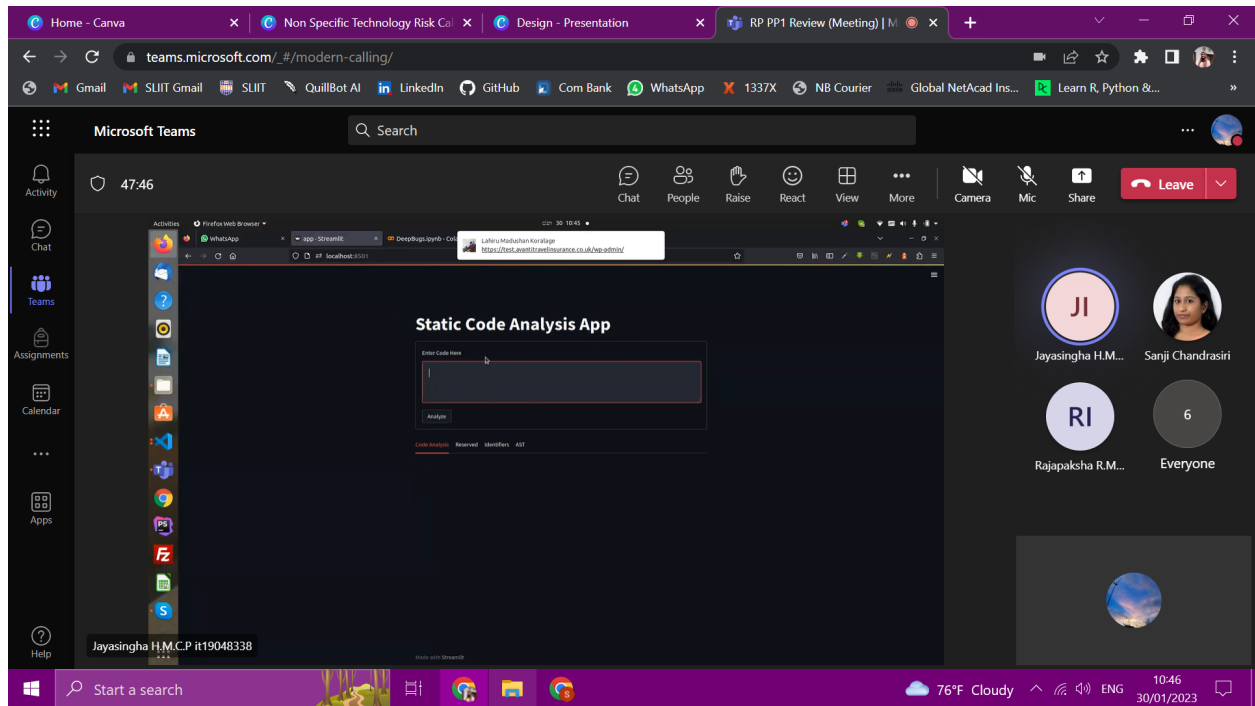 Home - Canva
Non Specific Technology Risk Cal
Design - Presentation
RP PP1 Review (Meeting) | M
teams.microsoft.com/_#/modern-calling/
Gmail
SLIIT Gmail
SLIIT
QuillBot AI
LinkedIn
GitHub
Com Bank
WhatsApp
1337X
NB Courier
Global NetAcad Ins...
Learn R, Python &...
Microsoft Teams
Search
47:46
Chat
People
Raise
React
View
More
Camera
Mic
Share
Leave
Activity
Chat
Teams
Assignments
Calendar
Apps
Help
Activities
Firefox Web Browser
30 10:45
WhatsApp
app · Streamlit
DeepBugs.ipynb - Col
Lahiru Madushan Koralage
https://test.avantitravelinsurance.co.uk/wp-admin/
localhost:8501
Static Code Analysis App
Enter Code Here
Analyze
Code Analysis
Reserved
Identifiers
AST
Made with Streamlit
Jayasingha H.M.C.P it19048338
JI
Jayasingha H.M...
Sanji Chandrasiri
RI
Rajapaksha R.M...
6
Everyone
Start a search
76°F Cloudy
ENG
10:46
30/01/2023